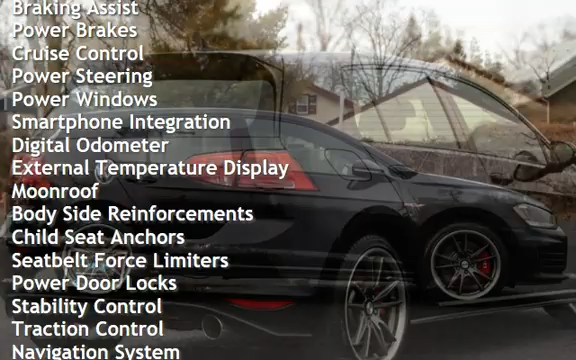 Braking Assist
Power Brakes
Cruise Control
Power Steering
Power Windows
Smartphone Integration
Digital Odometer
External Temperature Display
Moonroof
Body Side Reinforcements
Child Seat Anchors
Seatbelt Force Limiters
Power Door Locks
Stability Control
Traction Control
Navigation System